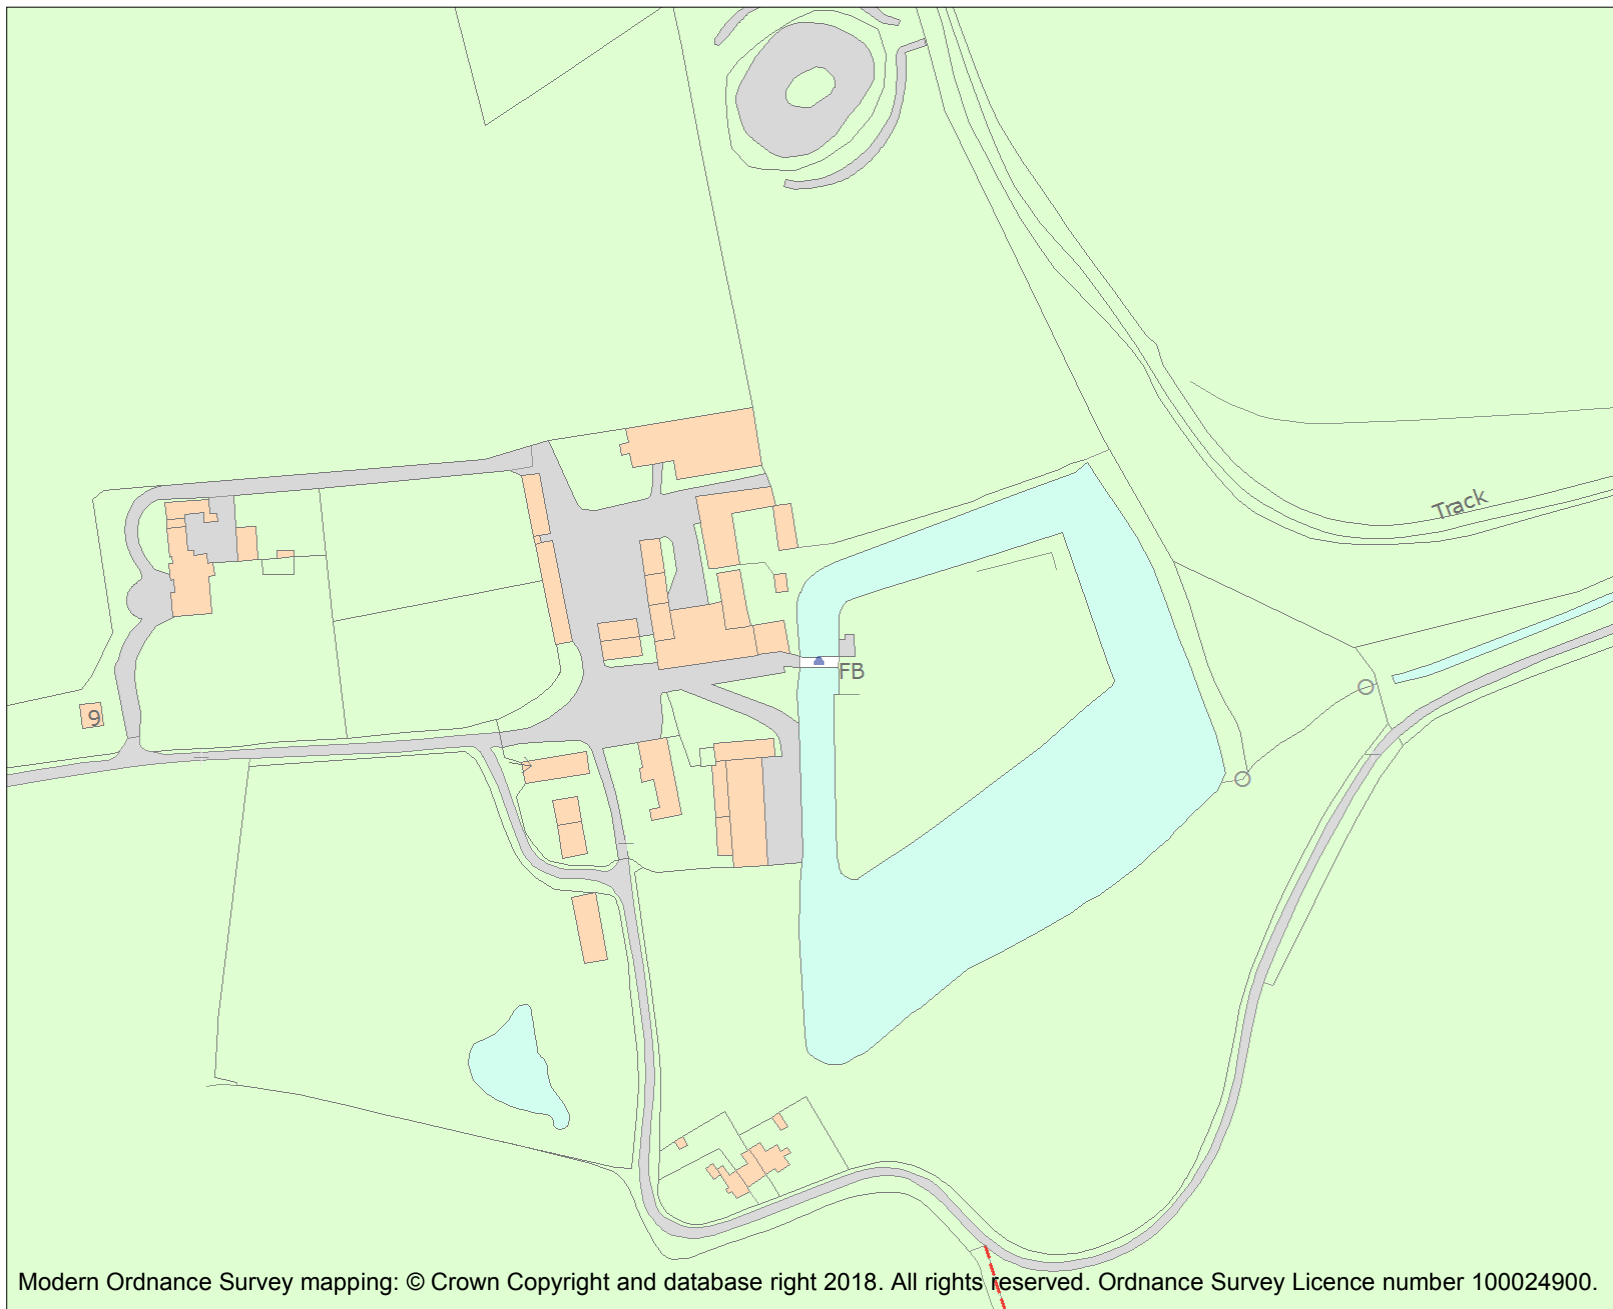 Track
FB
9
Modern Ordnance Survey mapping: © Crown Copyright and database right 2018. All rights reserved. Ordnance Survey Licence number 100024900.